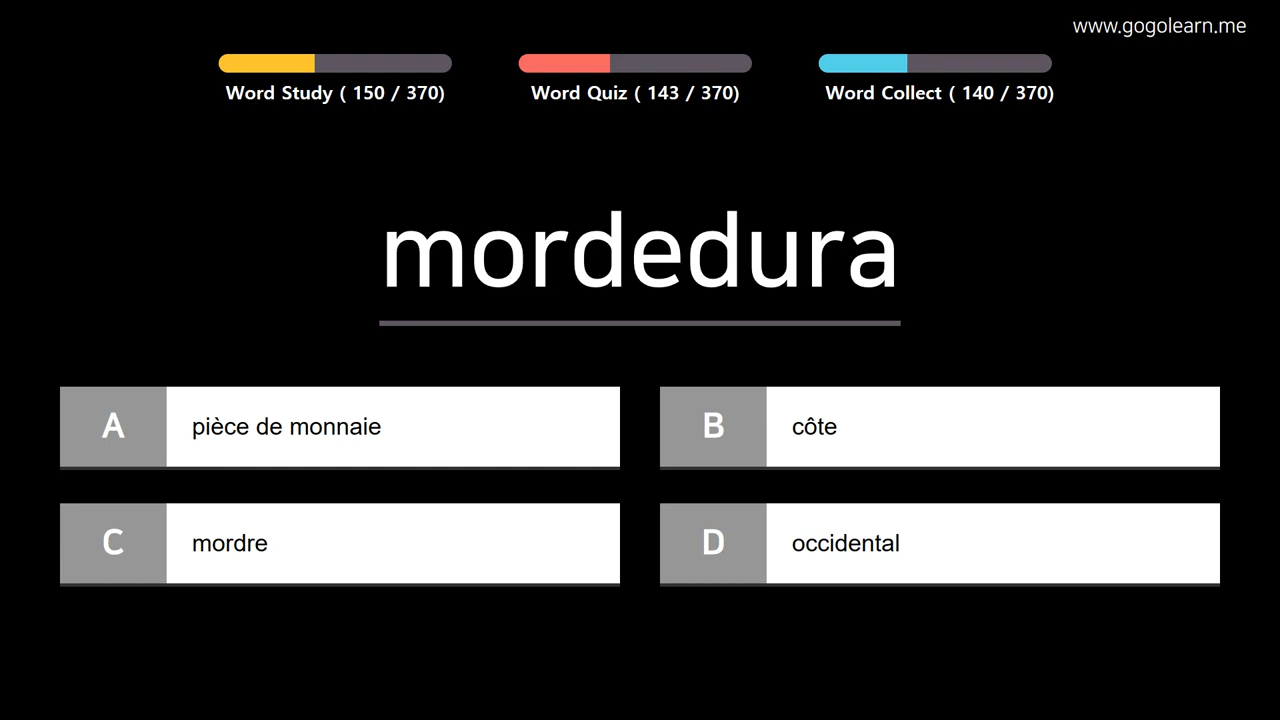 www.gogolearn.me
Word Study ( 150 / 370)
Word Quiz ( 143 / 370)
Word Collect ( 140 / 370)
mordedura
A pièce de monnaie
B côte
C mordre
D occidental